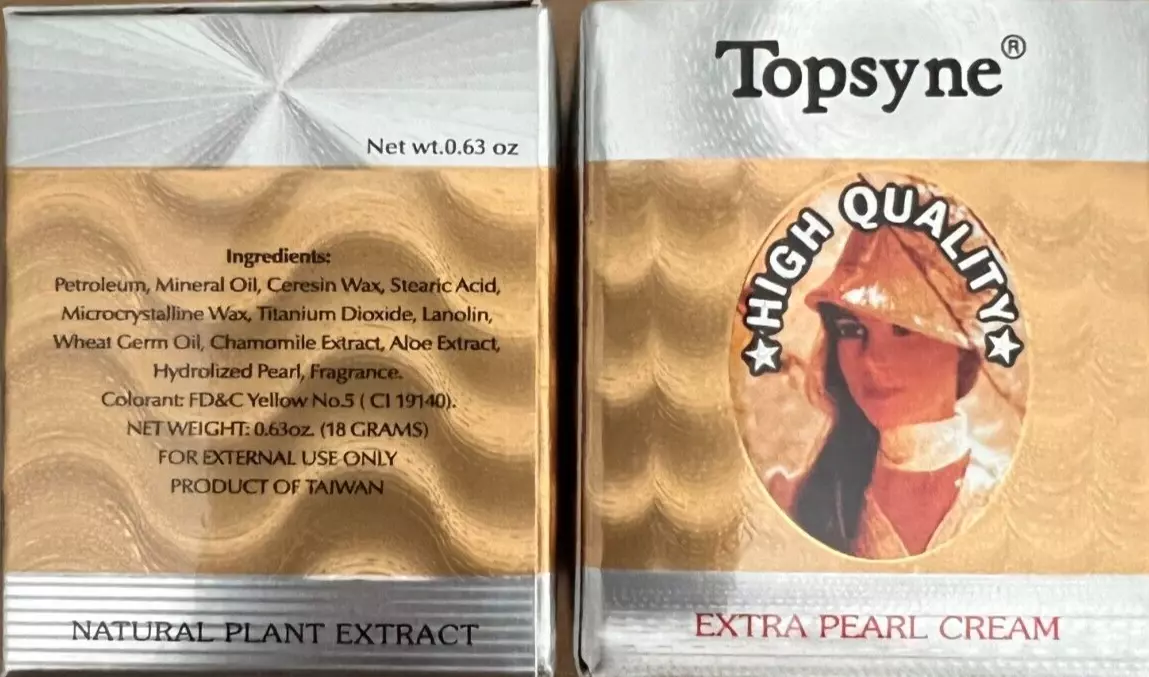 Net wt.0.63 oz
Ingredients:
Petroleum, Mineral Oil, Ceresin Wax, Stearic Acid,
Microcrystalline Wax, Titanium Dioxide, Lanolin,
Wheat Germ Oil, Chamomile Extract, Aloe Extract,
Hydrolized Pearl, Fragrance.
Colorant: FD&C Yellow No.5 ( CI 19140).
NET WEIGHT: 0.63oz. (18 GRAMS)
FOR EXTERNAL USE ONLY
PRODUCT OF TAIWAN
NATURAL PLANT EXTRACT
Topsyne®
★HIGH QUALITY★
EXTRA PEARL CREAM